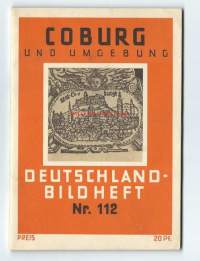 COBURG
UND UMGEBUNG
DEUTSCHLAND-
BILDHEFT
Nr. 112
PREIS 20 PF.